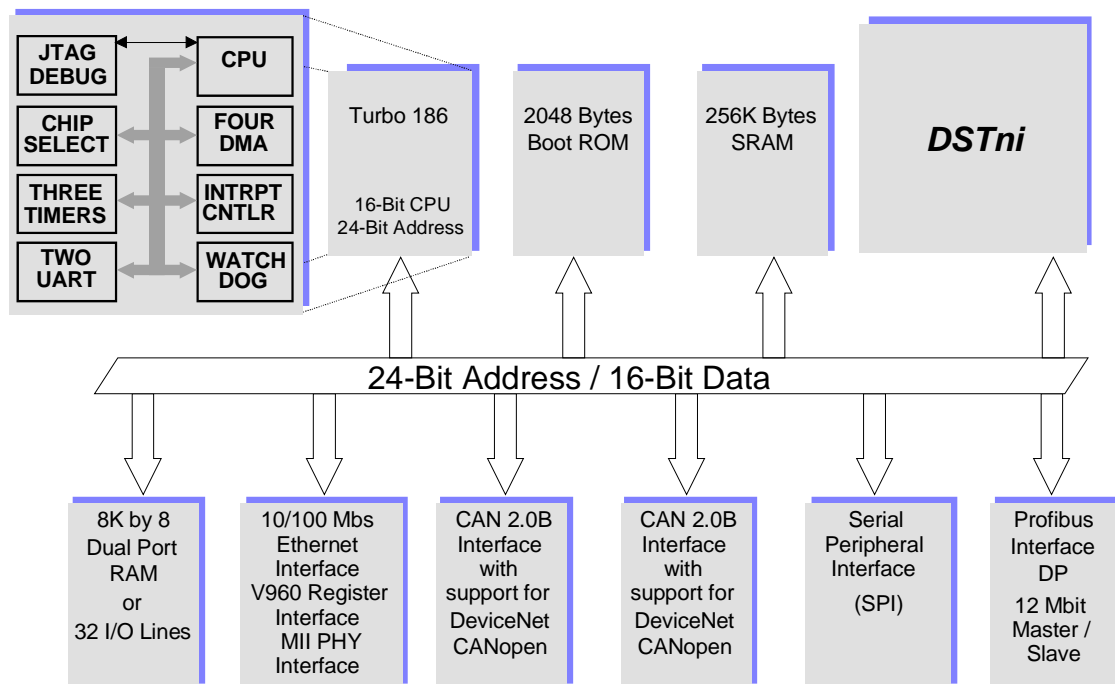 JTAG
DEBUG
CPU
CHIP
SELECT
FOUR
DMA
THREE
TIMERS
INTRPT
CNTLR
TWO
UART
WATCH
DOG
Turbo 186
16-Bit CPU
24-Bit Address
2048 Bytes
Boot ROM
256K Bytes
SRAM
DSTni
24-Bit Address / 16-Bit Data
8K by 8
Dual Port
RAM
or
32 I/O Lines
10/100 Mbs
Ethernet
Interface
V960 Register
Interface
MII PHY
Interface
CAN 2.0B
Interface
with
support for
DeviceNet
CANopen
CAN 2.0B
Interface
with
support for
DeviceNet
CANopen
Serial
Peripheral
Interface
(SPI)
Profibus
Interface
DP
12 Mbit
Master /
Slave